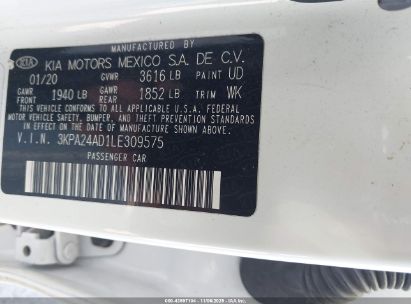 KIA KIA MOTORS MEXICO S.A. DE C.V.
01/20 GVWR 3616 LB PAINT UD
GAWR FRONT 1940 LB GAWR REAR 1852 LB TRIM WK
THIS VEHICLE CONFORMS TO ALL APPLICABLE U.S.A. FEDERAL
MOTOR VEHICLE SAFETY, BUMPER, AND THEFT PREVENTION
STANDARDS IN EFFECT ON THE DATE OF MANUFACTURE SHOWN ABOVE.
V.I.N. 3KPA24AD1LE309575
PASSENGER CAR